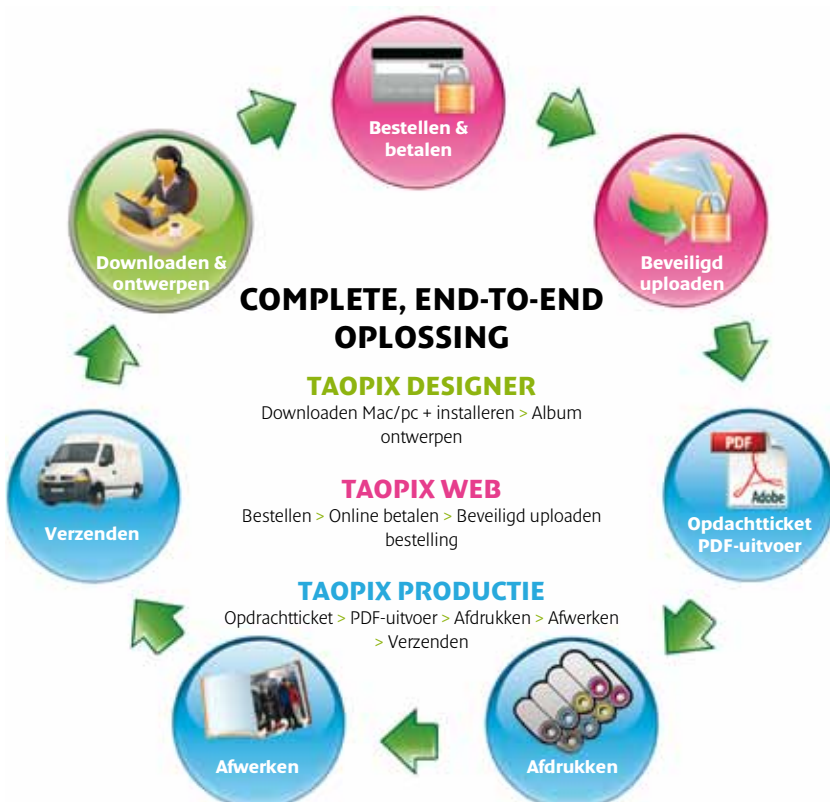 Bestellen &
betalen
Downloaden &
ontwerpen
Beveiligd
uploaden
COMPLETE, END-TO-END
OPLOSSING
TAOPIX DESIGNER
Downloaden Mac/pc + installeren > Album
ontwerpen
TAOPIX WEB
Bestellen > Online betalen > Beveiligd uploaden
bestelling
TAOPIX PRODUCTIE
Opdrachtticket > PDF-uitvoer > Afdrukken > Afwerken
> Verzenden
Verzenden
PDF
Adobe
Opdachtticket
PDF-uitvoer
Afwerken
Afdrukken